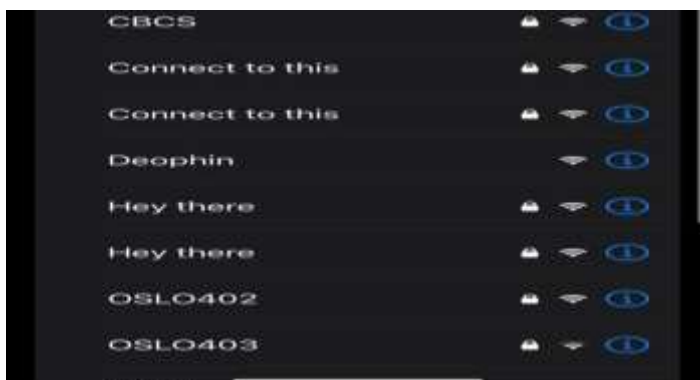 CBCS
Connect to this
Connect to this
Deophin
Hey there
Hey there
OSLO402
OSLO403